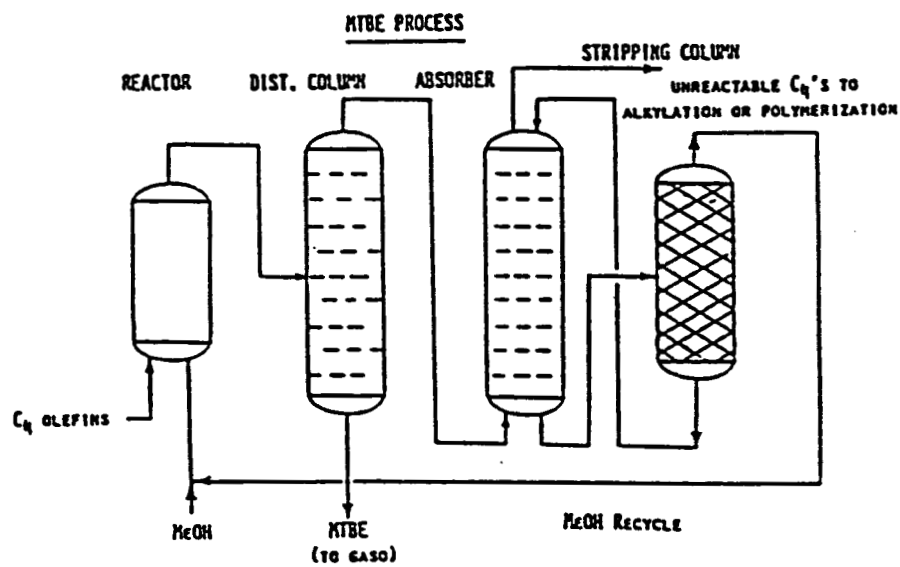 MTBE PROCESS
STRIPPING COLUMN
REACTOR
DIST. COLUMN
ABSORBER
UNREACTABLE C4'S TO
ALKYLATION OR POLYMERIZATION
C4 OLEFINS
MEOH
MTBE
(TO GASO)
MEOH RECYCLE